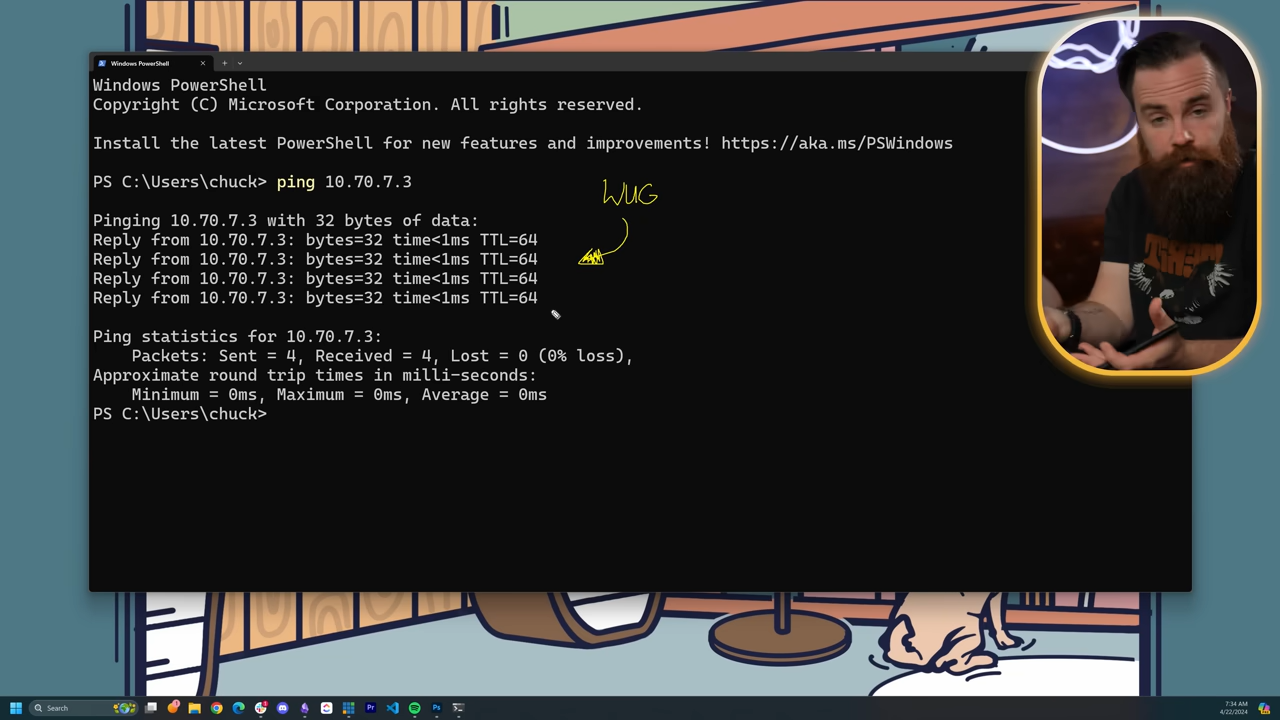 Windows PowerShell
Windows PowerShell
Copyright (C) Microsoft Corporation. All rights reserved.
Install the latest PowerShell for new features and improvements! https://aka.ms/PSWindows
PS C:\Users\chuck> ping 10.70.7.3
WUG
Pinging 10.70.7.3 with 32 bytes of data:
Reply from 10.70.7.3: bytes=32 time<1ms TTL=64
Reply from 10.70.7.3: bytes=32 time<1ms TTL=64
Reply from 10.70.7.3: bytes=32 time<1ms TTL=64
Reply from 10.70.7.3: bytes=32 time<1ms TTL=64
Ping statistics for 10.70.7.3:
    Packets: Sent = 4, Received = 4, Lost = 0 (0% loss),
Approximate round trip times in milli-seconds:
    Minimum = 0ms, Maximum = 0ms, Average = 0ms
PS C:\Users\chuck>
Search
7:34 AM
4/22/2024